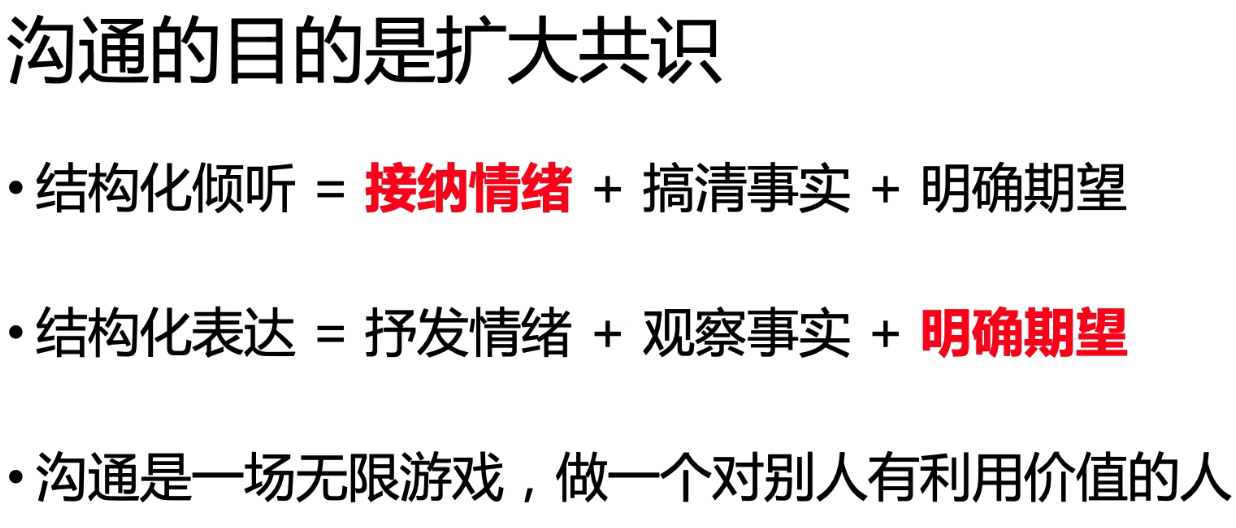 沟通的目的是扩大共识
• 结构化倾听 = 接纳情绪 + 搞清事实 + 明确期望
• 结构化表达 = 抒发情绪 + 观察事实 + 明确期望
• 沟通是一场无限游戏，做一个对别人有利用价值的人